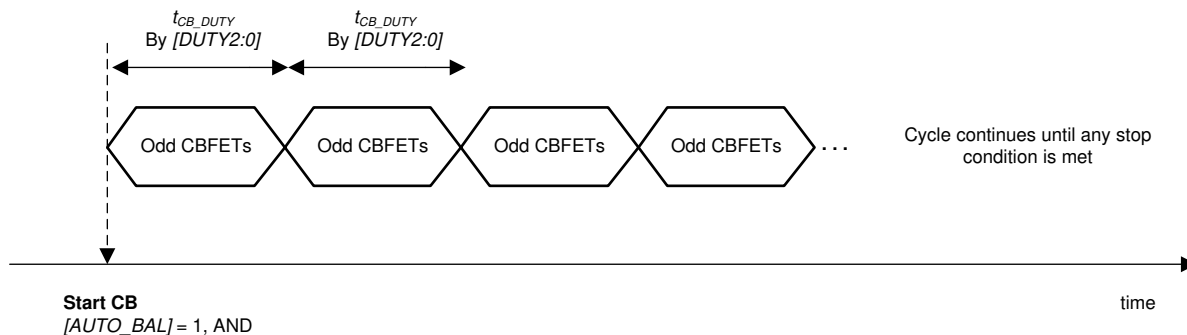 tCB_DUTY
By [DUTY2:0]
tCB_DUTY
By [DUTY2:0]
Odd CBFETs
Odd CBFETs
Odd CBFETs
Odd CBFETs
...
Cycle continues until any stop
condition is met
Start CB
[AUTO_BAL] = 1, AND
time